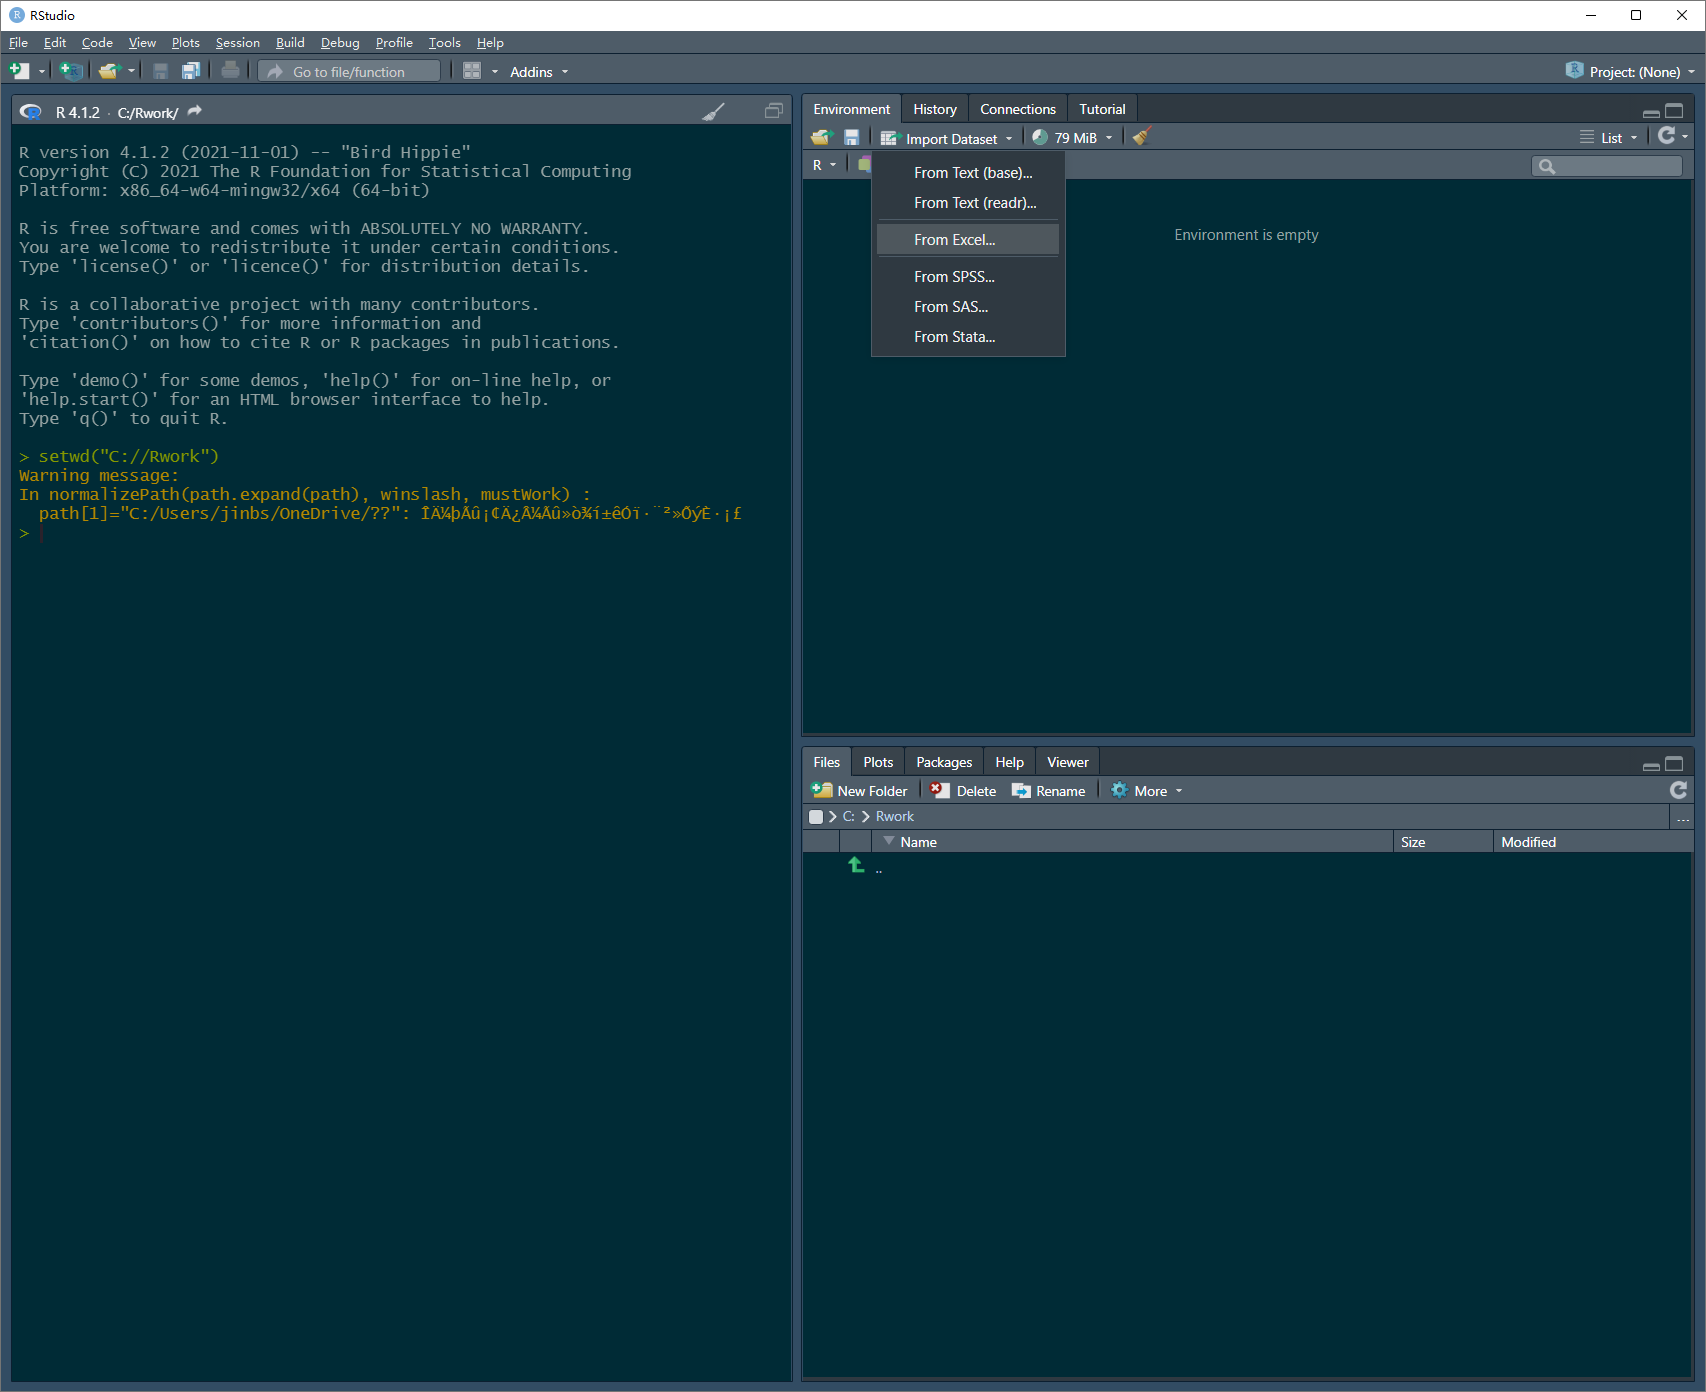 RStudio
File Edit Code View Plots Session Build Debug Profile Tools Help
Go to file/function
Addins
Project: (None)
R 4.1.2 · C:/Rwork/
R version 4.1.2 (2021-11-01) -- "Bird Hippie"
Copyright (C) 2021 The R Foundation for Statistical Computing
Platform: x86_64-w64-mingw32/x64 (64-bit)
R is free software and comes with ABSOLUTELY NO WARRANTY.
You are welcome to redistribute it under certain conditions.
Type 'license()' or 'licence()' for distribution details.
R is a collaborative project with many contributors.
Type 'contributors()' for more information and
'citation()' on how to cite R or R packages in publications.
Type 'demo()' for some demos, 'help()' for on-line help, or
'help.start()' for an HTML browser interface to help.
Type 'q()' to quit R.
> setwd("C://Rwork")
Warning message:
In normalizePath(path.expand(path), winslash, mustWork) :
path[1]="C:/Users/jinbs/OneDrive/??": ÎÄ¼þÃû¡¢Ä¿Â¼Ãû»ò¾í±êÓï·¨²»ÕýÈ·¡£
>
Environment History Connections Tutorial
Import Dataset 79 MiB List
R
From Text (base)...
From Text (readr)...
From Excel...
From SPSS...
From SAS...
From Stata...
Environment is empty
Files Plots Packages Help Viewer
New Folder Delete Rename More
C: Rwork ...
Name Size Modified
..